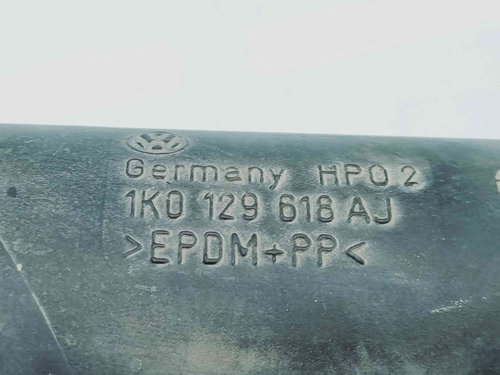 Germany HPO 2
1K0 129 618 AJ
>EPDM+PP<